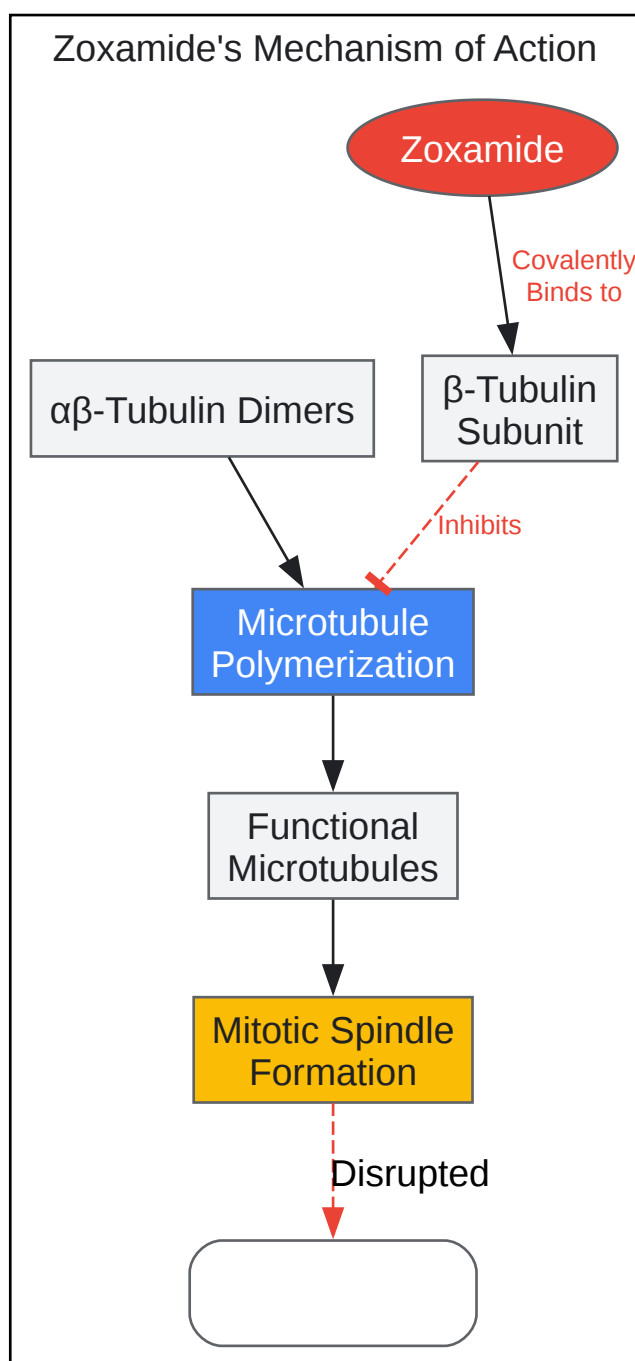 Zoxamide's Mechanism of Action
Zoxamide
Covalently
Binds to
αβ-Tubulin Dimers
β-Tubulin
Subunit
Inhibits
Microtubule
Polymerization
Functional
Microtubules
Mitotic Spindle
Formation
Disrupted